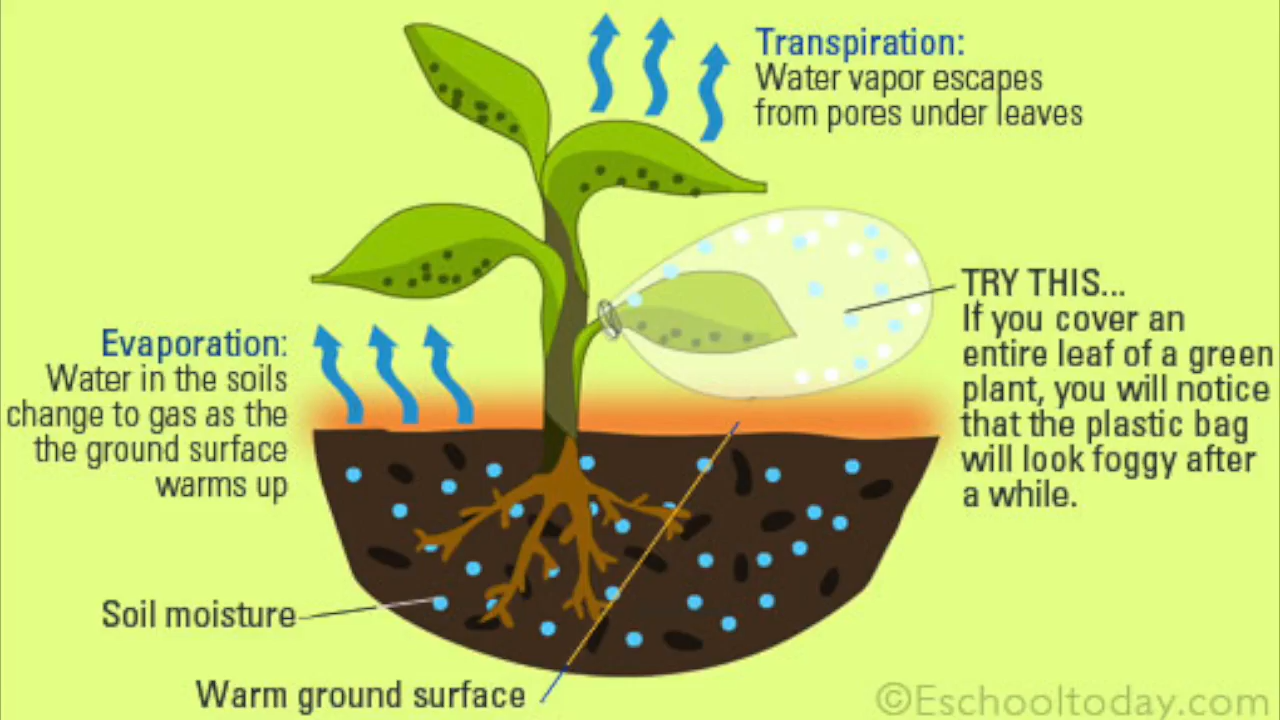 Transpiration:
Water vapor escapes
from pores under leaves
TRY THIS...
If you cover an
entire leaf of a green
plant, you will notice
that the plastic bag
will look foggy after
a while.
Evaporation:
Water in the soils
change to gas as the
the ground surface
warms up
Soil moisture
Warm ground surface
©Eschooltoday.com